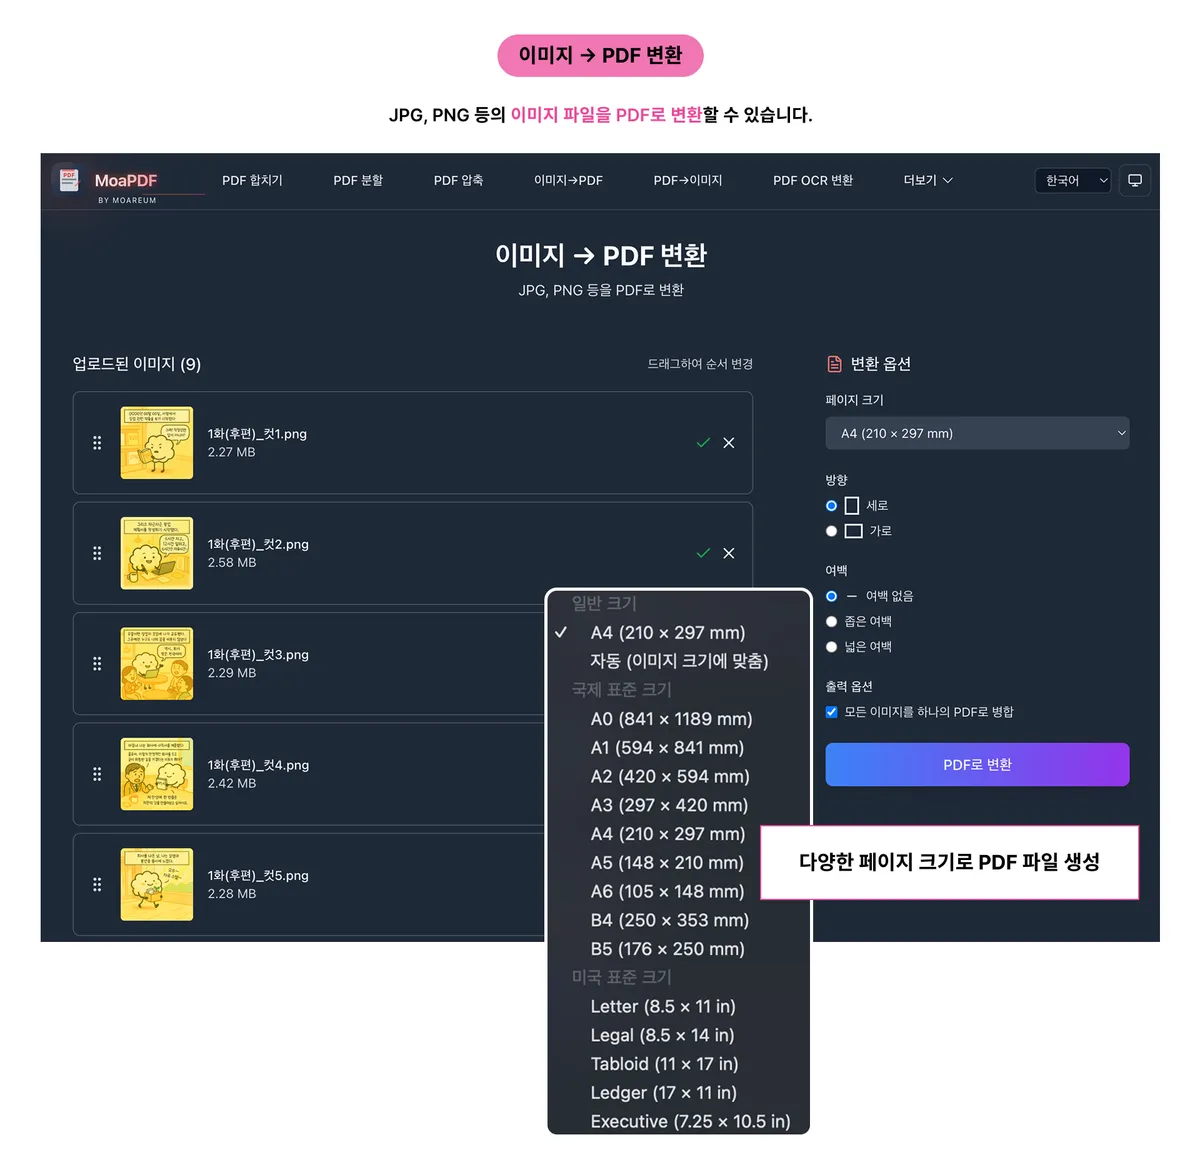 이미지 → PDF 변환
JPG, PNG 등의 이미지 파일을 PDF로 변환할 수 있습니다.
MoaPDF
BY MOAREUM
PDF 합치기
PDF 분할
PDF 압축
이미지→PDF
PDF→이미지
PDF OCR 변환
더보기
한국어
이미지 → PDF 변환
JPG, PNG 등을 PDF로 변환
업로드된 이미지 (9)
드래그하여 순서 변경
1화(후편)_컷1.png
2.27 MB
1화(후편)_컷2.png
2.58 MB
1화(후편)_컷3.png
2.29 MB
1화(후편)_컷4.png
2.42 MB
1화(후편)_컷5.png
2.28 MB
변환 옵션
페이지 크기
A4 (210 × 297 mm)
방향
세로
가로
여백
여백 없음
좁은 여백
넓은 여백
출력 옵션
모든 이미지를 하나의 PDF로 병합
PDF로 변환
일반 크기
A4 (210 × 297 mm)
자동 (이미지 크기에 맞춤)
국제 표준 크기
A0 (841 × 1189 mm)
A1 (594 × 841 mm)
A2 (420 × 594 mm)
A3 (297 × 420 mm)
A4 (210 × 297 mm)
A5 (148 × 210 mm)
A6 (105 × 148 mm)
B4 (250 × 353 mm)
B5 (176 × 250 mm)
미국 표준 크기
Letter (8.5 × 11 in)
Legal (8.5 × 14 in)
Tabloid (11 × 17 in)
Ledger (17 × 11 in)
Executive (7.25 × 10.5 in)
다양한 페이지 크기로 PDF 파일 생성